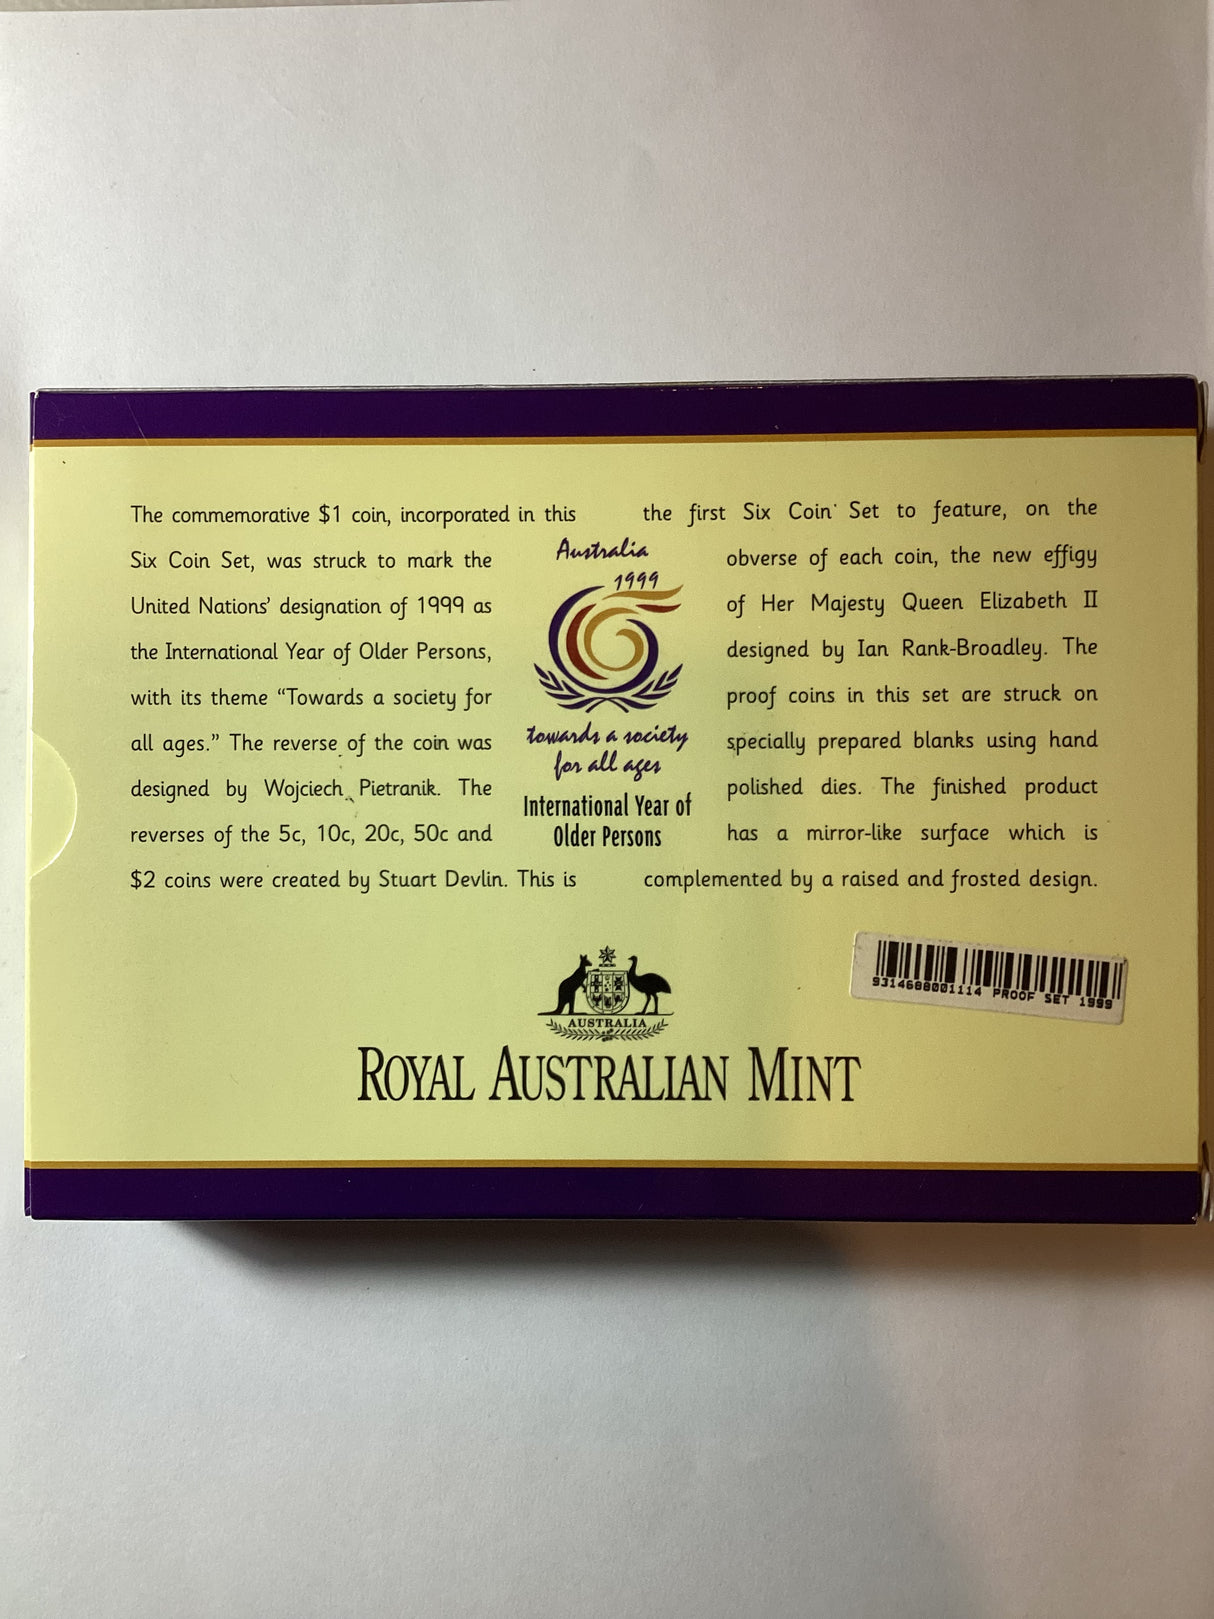 The commemorative $1 coin, incorporated in this
Six Coin Set, was struck to mark the
United Nations’ designation of 1999 as
the International Year of Older Persons,
with its theme “Towards a society for
all ages.” The reverse of the coin was
designed by Wojciech Pietranik. The
reverses of the 5c, 10c, 20c, 50c and
$2 coins were created by Stuart Devlin. This is
Australia
1999
towards a society
for all ages
International Year of
Older Persons
the first Six Coin Set to feature, on the
obverse of each coin, the new effigy
of Her Majesty Queen Elizabeth II
designed by Ian Rank-Broadley. The
proof coins in this set are struck on
specially prepared blanks using hand
polished dies. The finished product
has a mirror-like surface which is
complemented by a raised and frosted design.
9314688001114 PROOF SET 1999
AUSTRALIA
ROYAL AUSTRALIAN MINT